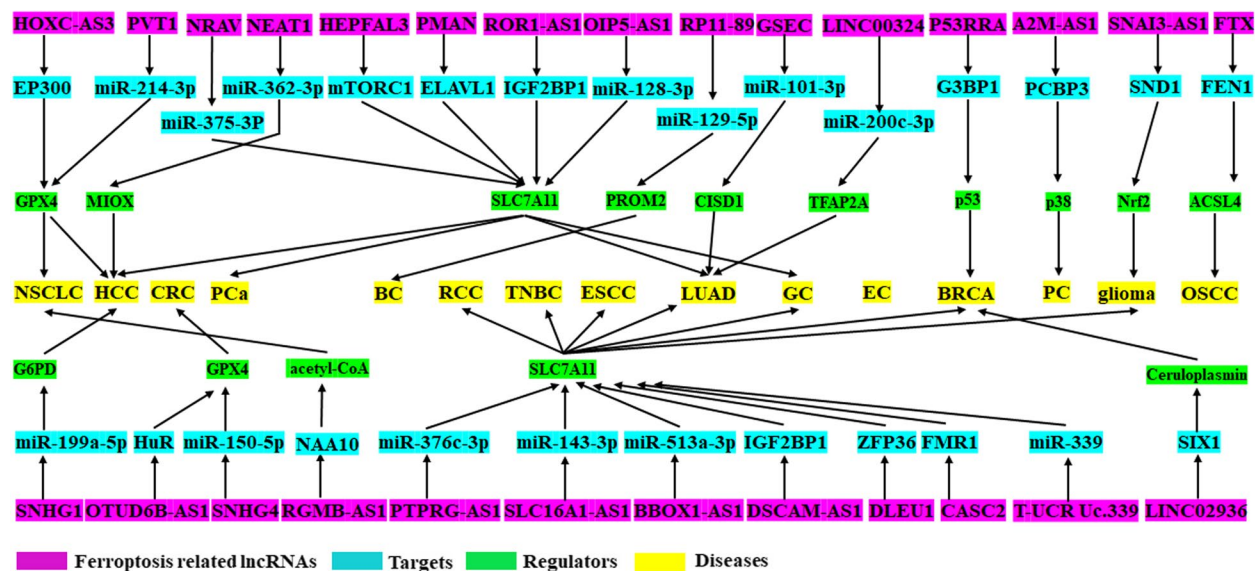 HOXC-AS3 PVT1 NRAV NEAT1 HEPFAL3 PMAN ROR1-AS1 OIP5-AS1 RP11-89 GSEC LINC00324 P53RRA A2M-AS1 SNAI3-AS1 FTX
EP300 miR-214-3p miR-362-3p mTORC1 ELAVL1 IGF2BP1 miR-128-3p miR-101-3p G3BP1 PCBP3 SND1 FEN1
miR-375-3P miR-129-5p miR-200c-3p
GPX4 MIOX SLC7A11 PROM2 CISD1 TFAP2A p53 p38 Nrf2 ACSL4
NSCLC HCC CRC PCa BC RCC TNBC ESCC LUAD GC EC BRCA PC glioma OSCC
G6PD GPX4 acetyl-CoA SLC7A11 Ceruloplasmin
miR-199a-5p HuR miR-150-5p NAA10 miR-376c-3p miR-143-3p miR-513a-3p IGF2BP1 ZFP36 FMR1 miR-339 SIX1
SNHG1 OTUD6B-AS1 SNHG4 RGMB-AS1 PTPRG-AS1 SLC16A1-AS1 BBOX1-AS1 DSCAM-AS1 DLEU1 CASC2 T-UCR Uc.339 LINC02936
Ferroptosis related lncRNAs Targets Regulators Diseases